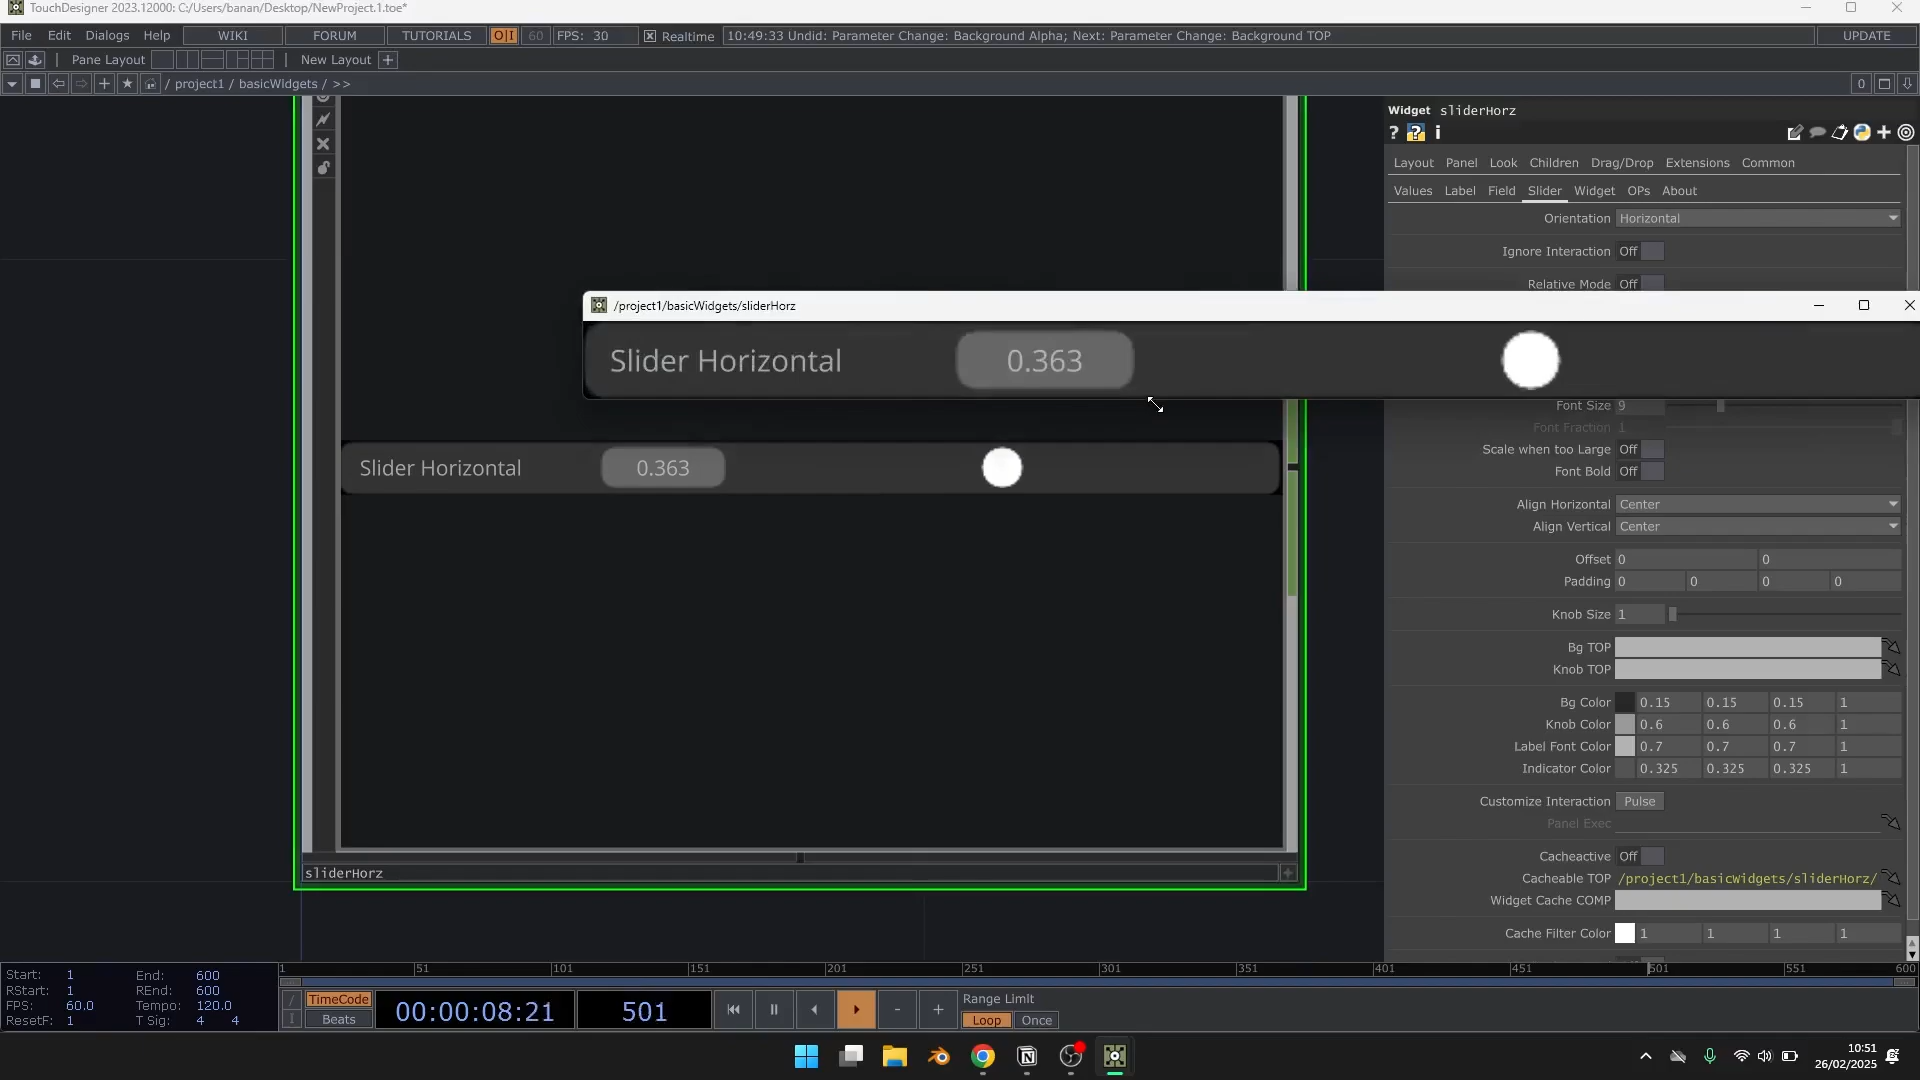 TouchDesigner 2023.12000: C:/Users/banan/Desktop/NewProject.1.toe*
File Edit Dialogs Help WIKI FORUM TUTORIALS O|I 60 FPS: 30 Realtime 10:49:33 Undid: Parameter Change: Background Alpha; Next: Parameter Change: Background TOP UPDATE
Pane Layout New Layout +
/ project1 / basicWidgets / >> 0
Widget sliderHorz
? ? i
Layout Panel Look Children Drag/Drop Extensions Common
Values Label Field Slider Widget OPs About
Orientation Horizontal
Ignore Interaction Off
Relative Mode Off
/project1/basicWidgets/sliderHorz
Slider Horizontal 0.363
Font Size 9
Font Fraction 1
Scale when too Large Off
Font Bold Off
Slider Horizontal 0.363
Align Horizontal Center
Align Vertical Center
Offset 0 0
Padding 0 0 0 0
Knob Size 1
Bg TOP
Knob TOP
Bg Color 0.15 0.15 0.15 1
Knob Color 0.6 0.6 0.6 1
Label Font Color 0.7 0.7 0.7 1
Indicator Color 0.325 0.325 0.325 1
Customize Interaction Pulse
Panel Exec
Cacheactive Off
Cacheable TOP /project1/basicWidgets/sliderHorz/
Widget Cache COMP
Cache Filter Color 1 1 1 1
sliderHorz
1 51 101 151 201 251 301 351 401 451 501 551 600
Start: 1 End: 600
RStart: 1 REnd: 600
FPS: 60.0 Tempo: 120.0
ResetF: 1 T Sig: 4 4
TimeCode
Beats
00:00:08:21 501
Range Limit
Loop Once
10:51
26/02/2025